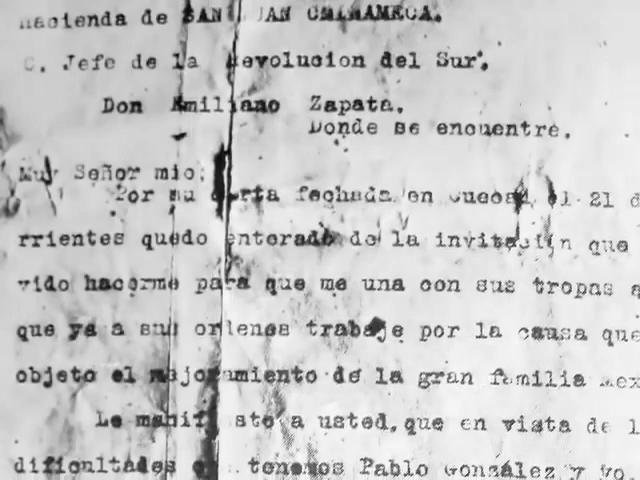 Hacienda de SAN JUAN CHINAMECA.
C. Jefe de la Revolucion del Sur.
Don Emiliano Zapata.
Donde se encuentre.
Muy Señor mio:
Por su carta fechada en el 21 d
rrientes quedo enterado de la invitación que
vido hacerme para que me una con sus tropas a
que ya a sus ordenes trabaje por la causa que
objeto el mejoramiento de la gran familia Mex
Le manifiesto a usted, que en vista de l
dificultades tenemos Pablo González y yo,